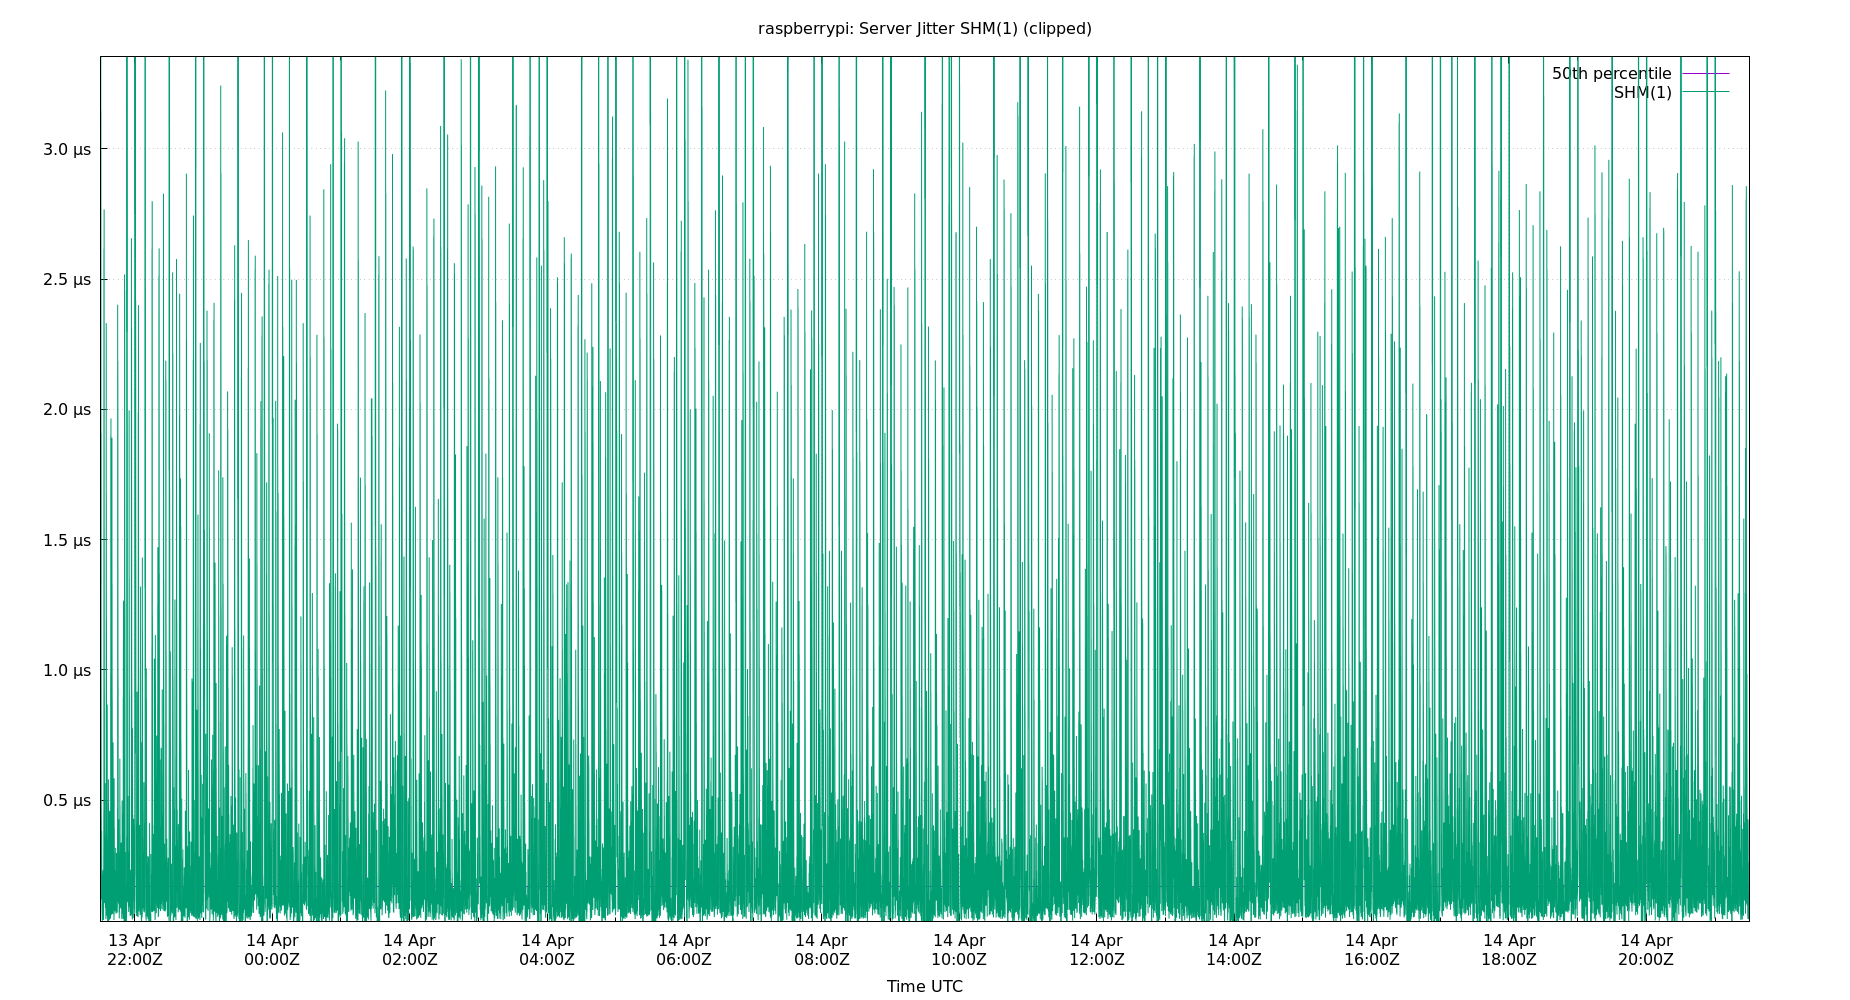 raspberrypi: Server Jitter SHM(1) (clipped)
50th percentile
SHM(1)
3.0 µs
2.5 µs
2.0 µs
1.5 µs
1.0 µs
0.5 µs
13 Apr 14 Apr 14 Apr 14 Apr 14 Apr 14 Apr 14 Apr 14 Apr 14 Apr 14 Apr 14 Apr 14 Apr
22:00Z 00:00Z 02:00Z 04:00Z 06:00Z 08:00Z 10:00Z 12:00Z 14:00Z 16:00Z 18:00Z 20:00Z
Time UTC